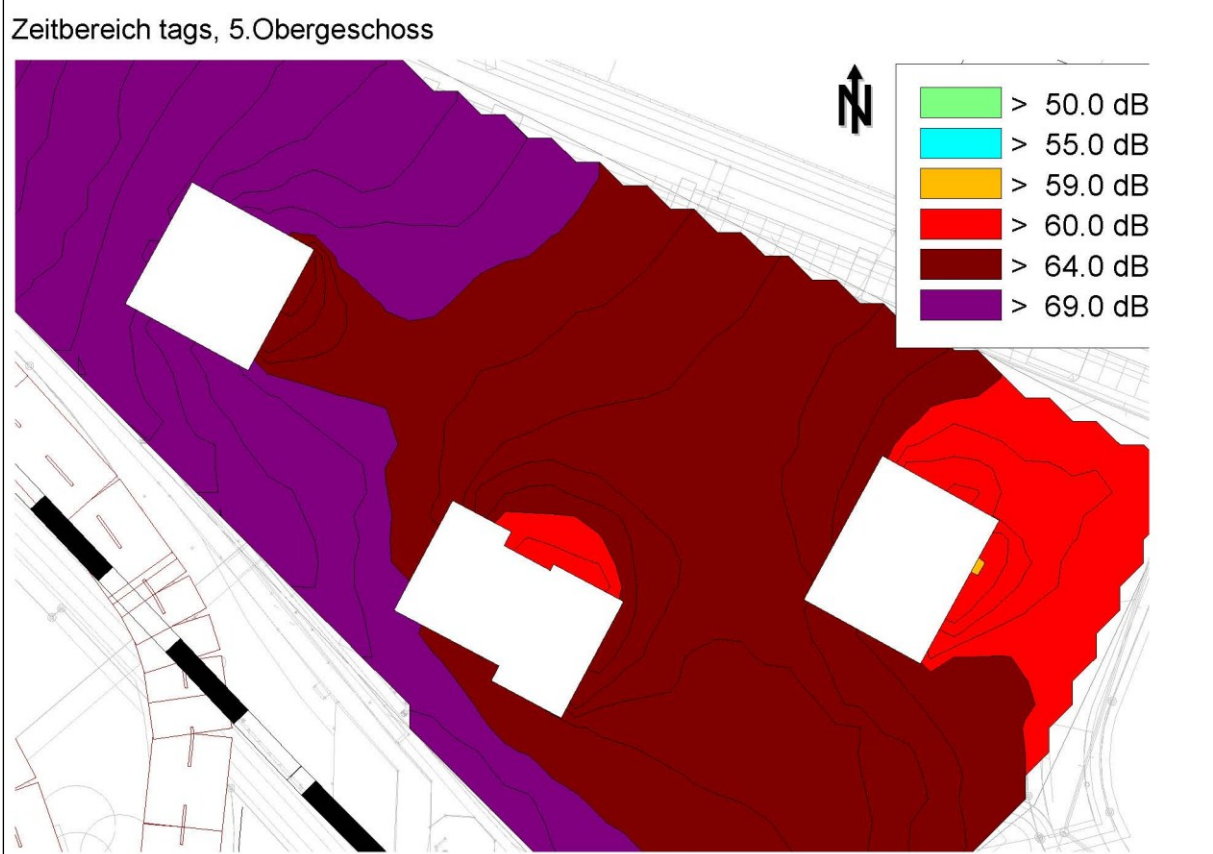 Zeitbereich tags, 5.Obergeschoss
N
> 50.0 dB
> 55.0 dB
> 59.0 dB
> 60.0 dB
> 64.0 dB
> 69.0 dB